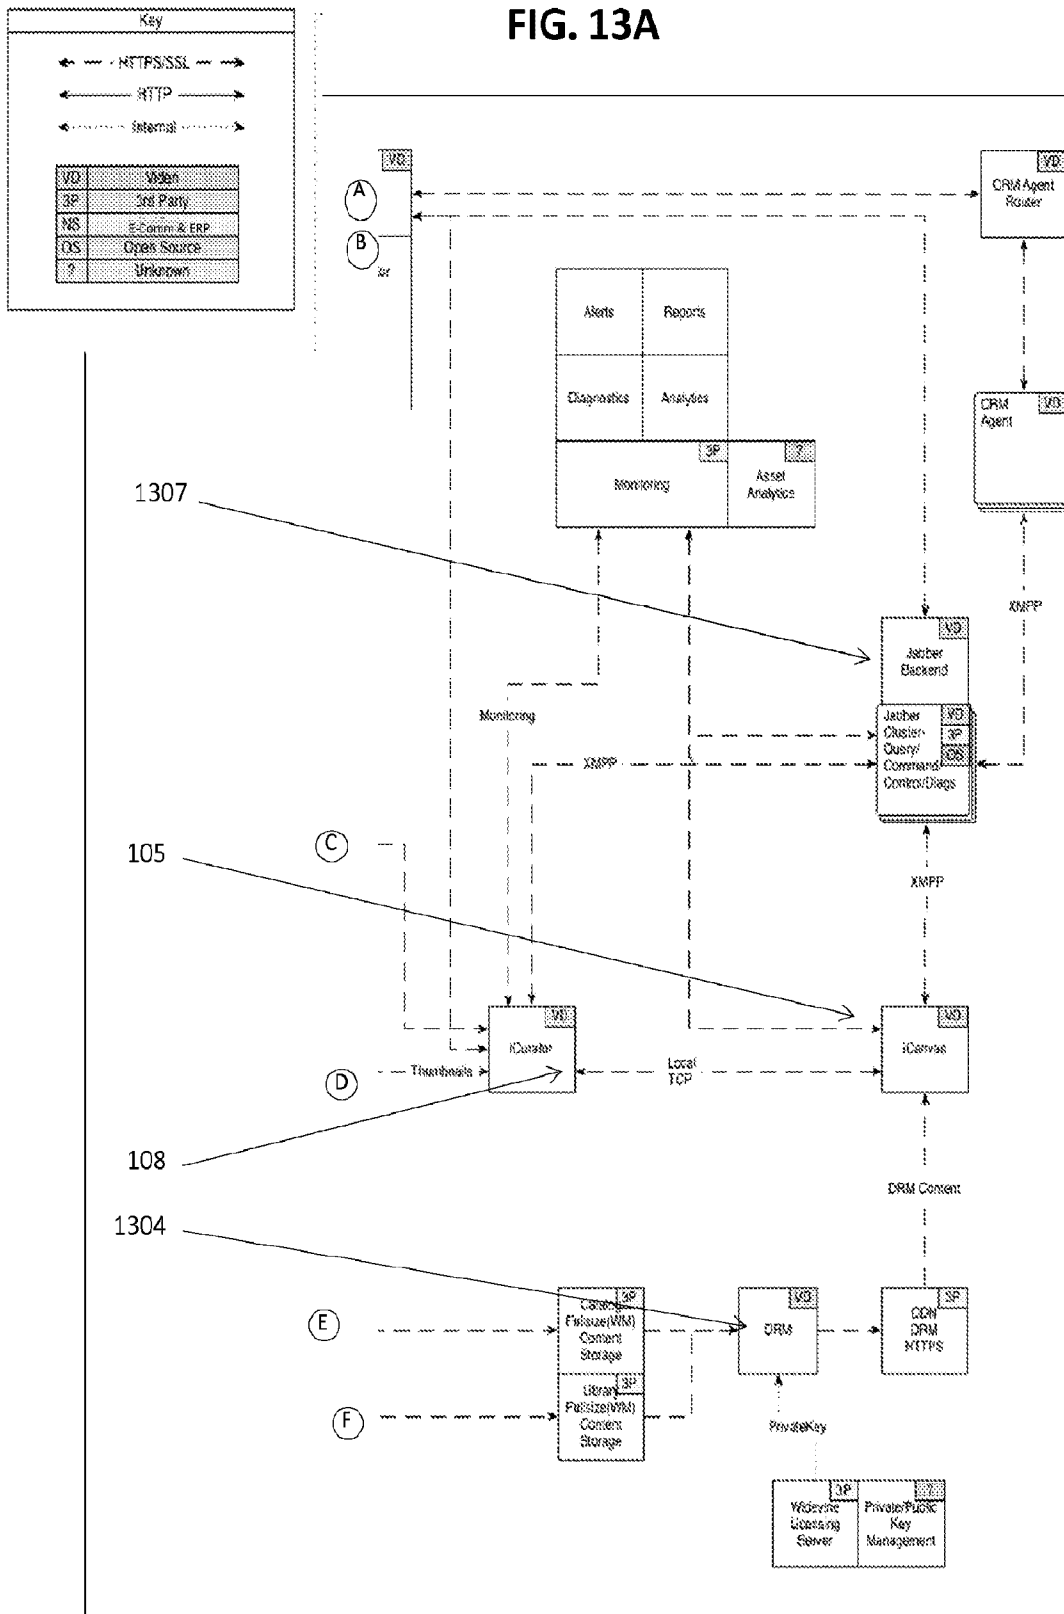 FIG. 13A
Key
HTTPS/SSL
HTTP
Internal
VD
3P 3rd Party
NS E-Comm & ERP
OS Open Source
? Unknown
VD
A
B
or
VD
CRM Agent
Router
Alerts
Reports
Diagnostics
Analytics
3P
Monitoring
?
Asset
Analytics
CRM
Agent
VD
1307
XMPP
VD
Jabber
Backend
Monitoring
Jabber
Cluster-
Query/
Command/
Control/Diags
VD
3P
OS
XMPP
C
105
XMPP
VD
iCurator
VD
iCanvas
D
Thumbnails
Local
TCP
108
DRM Content
1304
E
3P
Catalog
Fullsize(WM)
Content
Storage
VD
DRM
3P
CDN
DRM
HTTPS
F
3P
Library
Fullsize(WM)
Content
Storage
PrivateKey
3P
Widevine
Licensing
Server
?
Private/Public
Key
Management